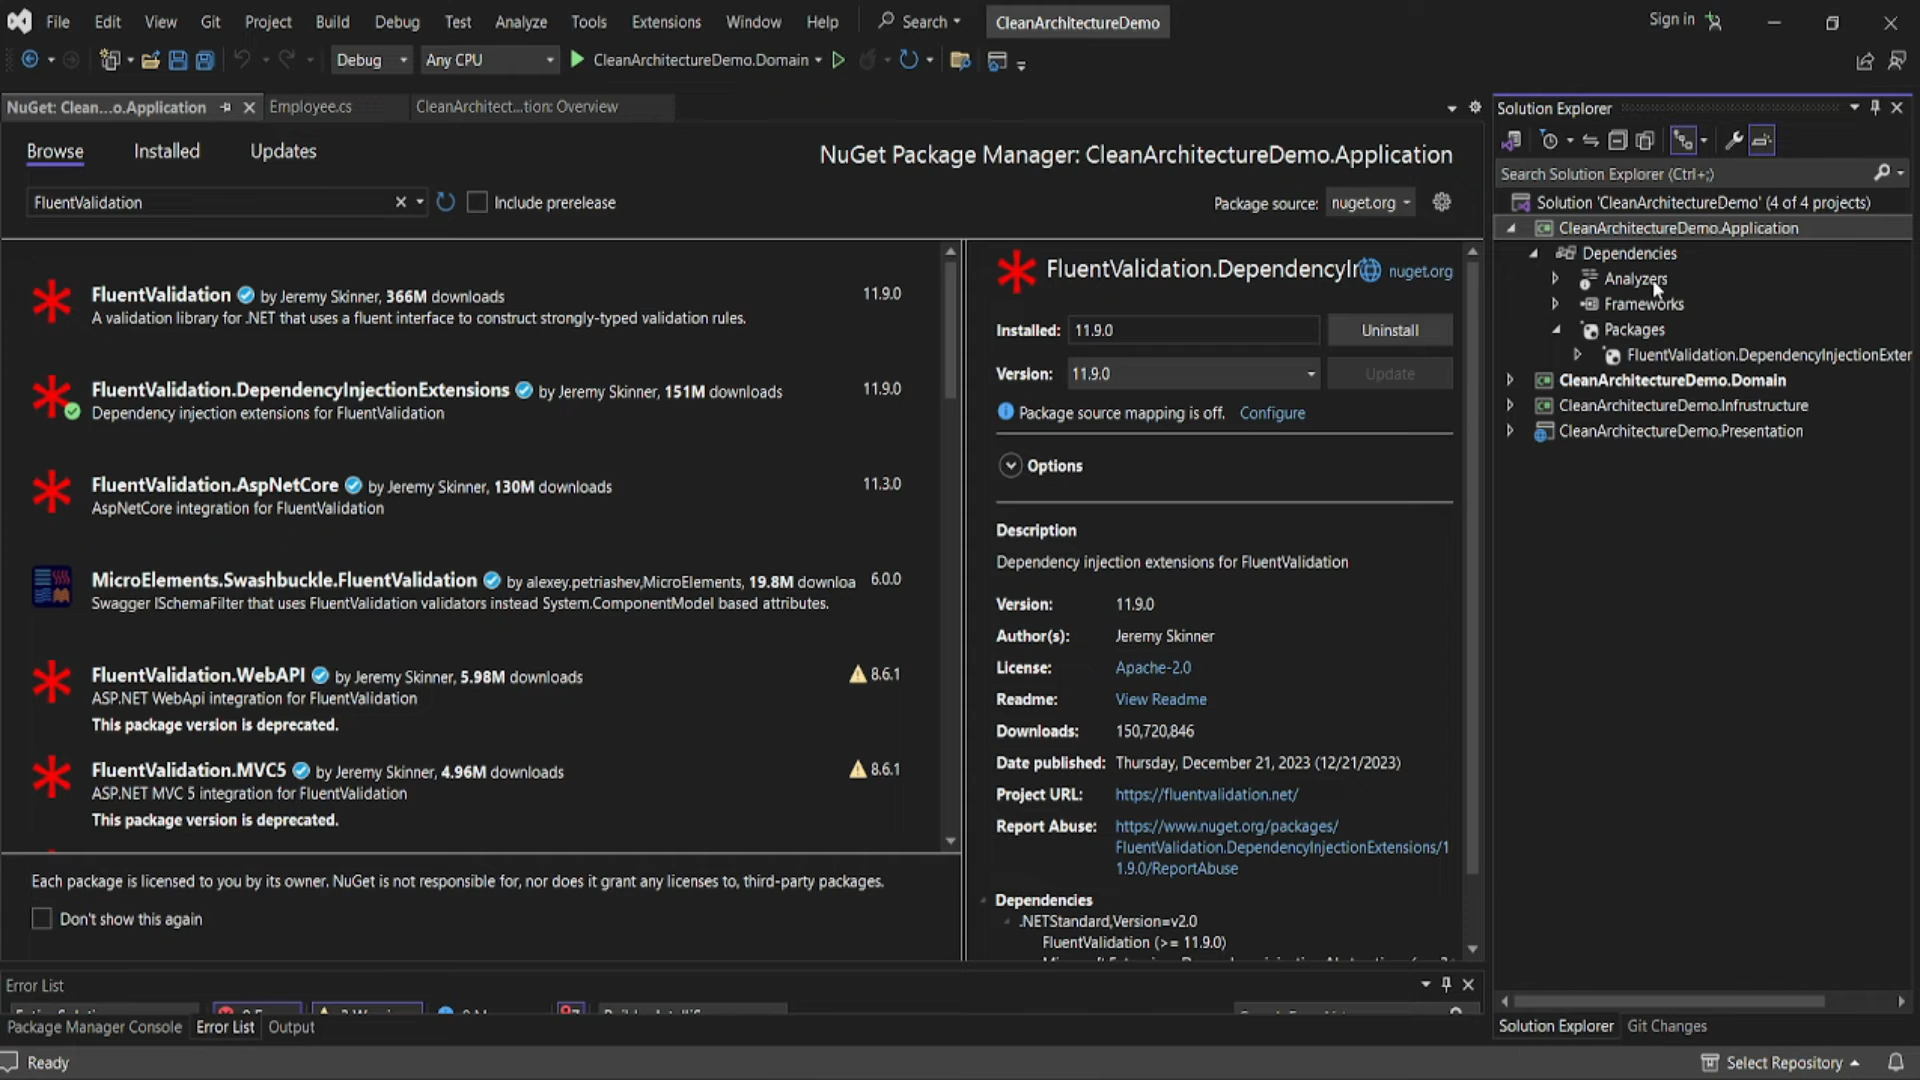 File Edit View Git Project Build Debug Test Analyze Tools Extensions Window Help Search CleanArchItectureDemo Sign in
Debug Any CPU CleanArchitectureDemo.Domain
NuGet: Clean...o.Application Employee.cs CleanArchitect...tion: Overview
Browse Installed Updates
NuGet Package Manager: CleanArchitectureDemo.Application
FluentValidation Include prerelease
Package source: nuget.org
FluentValidation by Jeremy Skinner, 366M downloads 11.9.0
A validation library for .NET that uses a fluent interface to construct strongly-typed validation rules.
FluentValidation.DependencyInjectionExtensions by Jeremy Skinner, 151M downloads 11.9.0
Dependency injection extensions for FluentValidation
FluentValidation.AspNetCore by Jeremy Skinner, 130M downloads 11.3.0
AspNetCore integration for FluentValidation
MicroElements.Swashbuckle.FluentValidation by alexey.petriashev,MicroElements, 19.8M downloa 6.0.0
Swagger ISchemaFilter that uses FluentValidation validators instead System.ComponentModel based attributes.
FluentValidation.WebAPI by Jeremy Skinner, 5.98M downloads 8.6.1
ASP.NET WebApi integration for FluentValidation
This package version is deprecated.
FluentValidation.MVC5 by Jeremy Skinner, 4.96M downloads 8.6.1
ASP.NET MVC 5 integration for FluentValidation
This package version is deprecated.
Each package is licensed to you by its owner. NuGet is not responsible for, nor does it grant any licenses to, third-party packages.
Don't show this again
FluentValidation.DependencyIr nuget.org
Installed: 11.9.0 Uninstall
Version: 11.9.0 Update
Package source mapping is off. Configure
Options
Description
Dependency injection extensions for FluentValidation
Version: 11.9.0
Author(s): Jeremy Skinner
License: Apache-2.0
Readme: View Readme
Downloads: 150,720,846
Date published: Thursday, December 21, 2023 (12/21/2023)
Project URL: https://fluentvalidation.net/
Report Abuse: https://www.nuget.org/packages/
FluentValidation.DependencyInjectionExtensions/1
1.9.0/ReportAbuse
Dependencies
.NETStandard,Version=v2.0
FluentValidation (>= 11.9.0)
Solution Explorer
Search Solution Explorer (Ctrl+;)
Solution 'CleanArchitectureDemo' (4 of 4 projects)
CleanArchitectureDemo.Application
Dependencies
Analyzers
Frameworks
Packages
FluentValidation.DependencyInjectionExter
CleanArchitectureDemo.Domain
CleanArchitectureDemo.Infrustructure
CleanArchitectureDemo.Presentation
Error List
Package Manager Console Error List Output
Solution Explorer Git Changes
Ready
Select Repository